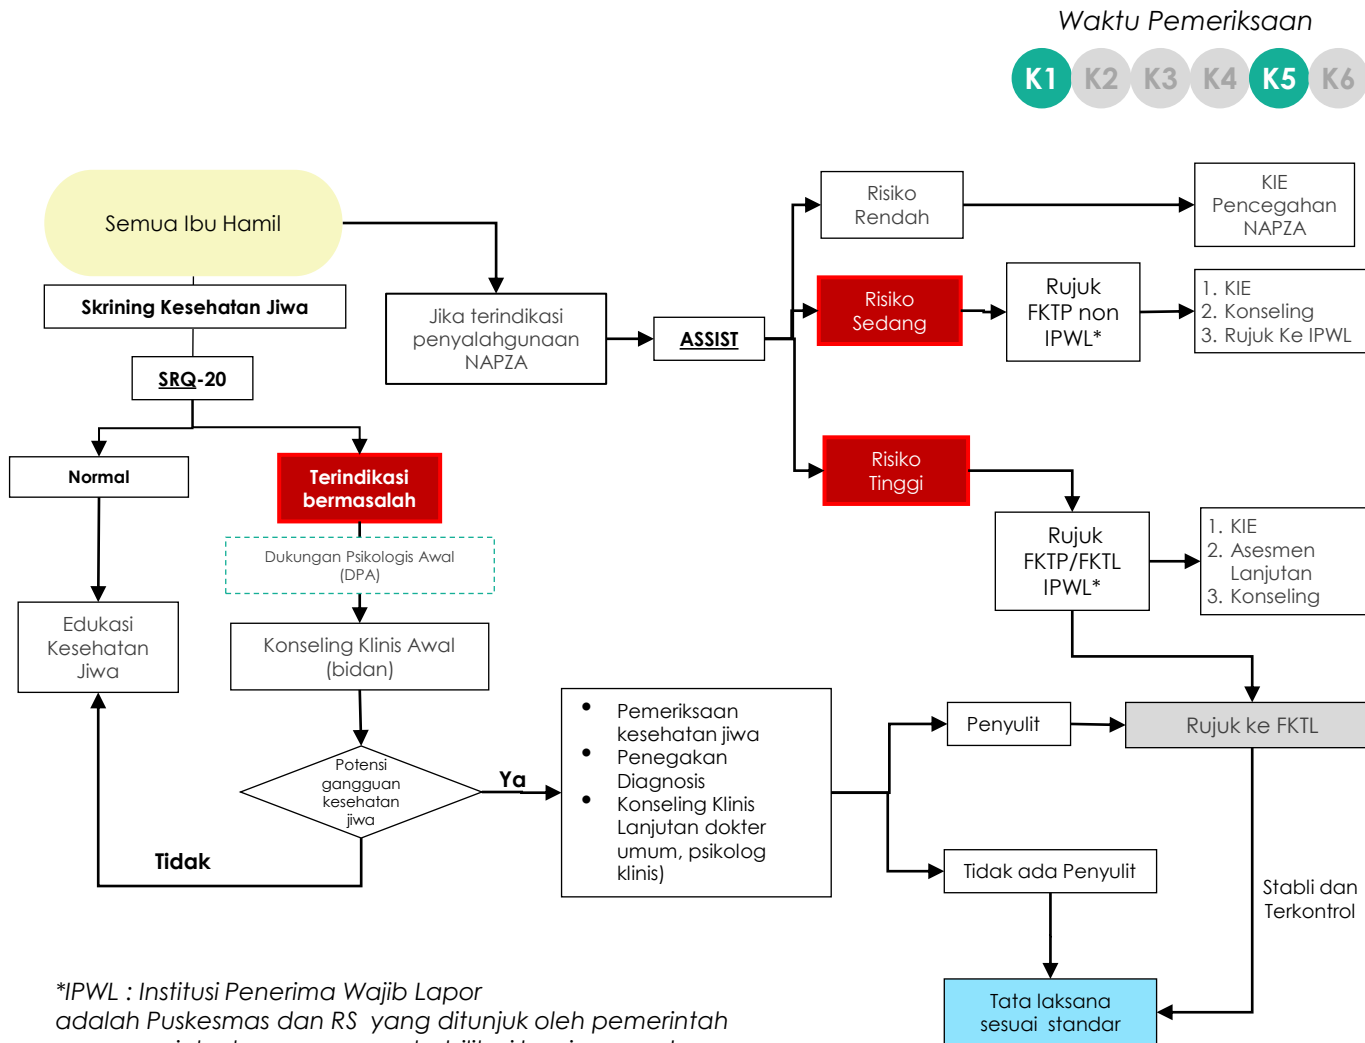 Waktu Pemeriksaan
K1 K2 K3 K4 K5 K6
Semua Ibu Hamil
Skrining Kesehatan Jiwa
SRQ-20
Normal
Terindikasi
bermasalah
Dukungan Psikologis Awal
(DPA)
Edukasi
Kesehatan
Jiwa
Konseling Klinis Awal
(bidan)
Potensi
gangguan
kesehatan
jiwa
Ya
Tidak
Jika terindikasi
penyalahgunaan
NAPZA
ASSIST
Risiko
Rendah
KIE
Pencegahan
NAPZA
Risiko
Sedang
Rujuk
FKTP non
IPWL*
1. KIE
2. Konseling
3. Rujuk Ke IPWL
Risiko
Tinggi
Rujuk
FKTP/FKTL
IPWL*
1. KIE
2. Asesmen
Lanjutan
3. Konseling
• Pemeriksaan
kesehatan jiwa
• Penegakan
Diagnosis
• Konseling Klinis
Lanjutan dokter
umum, psikolog
klinis)
Penyulit
Rujuk ke FKTL
Tidak ada Penyulit
Stabli dan
Terkontrol
Tata laksana
sesuai standar
*IPWL : Institusi Penerima Wajib Lapor
adalah Puskesmas dan RS yang ditunjuk oleh pemerintah